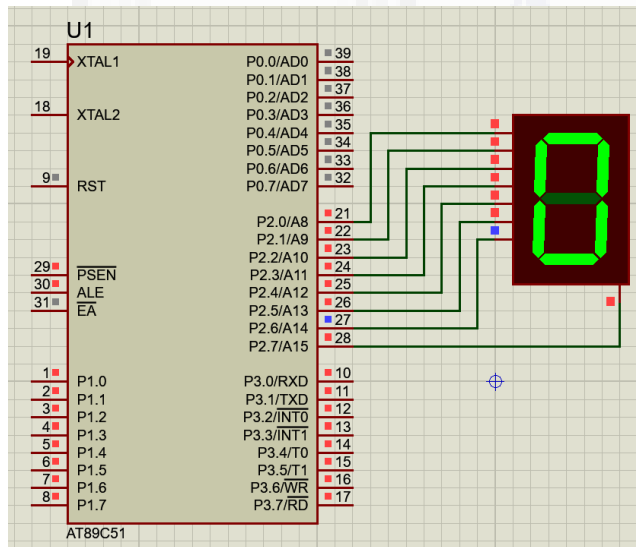 U1
19 XTAL1 P0.0/AD0 39
P0.1/AD1 38
P0.2/AD2 37
18 XTAL2 P0.3/AD3 36
P0.4/AD4 35
P0.5/AD5 34
P0.6/AD6 33
9 RST P0.7/AD7 32
P2.0/A8 21
P2.1/A9 22
P2.2/A10 23
29 PSEN P2.3/A11 24
30 ALE P2.4/A12 25
31 EA P2.5/A13 26
P2.6/A14 27
P2.7/A15 28
1 P1.0 P3.0/RXD 10
2 P1.1 P3.1/TXD 11
3 P1.2 P3.2/INT0 12
4 P1.3 P3.3/INT1 13
5 P1.4 P3.4/T0 14
6 P1.5 P3.5/T1 15
7 P1.6 P3.6/WR 16
8 P1.7 P3.7/RD 17
AT89C51
0